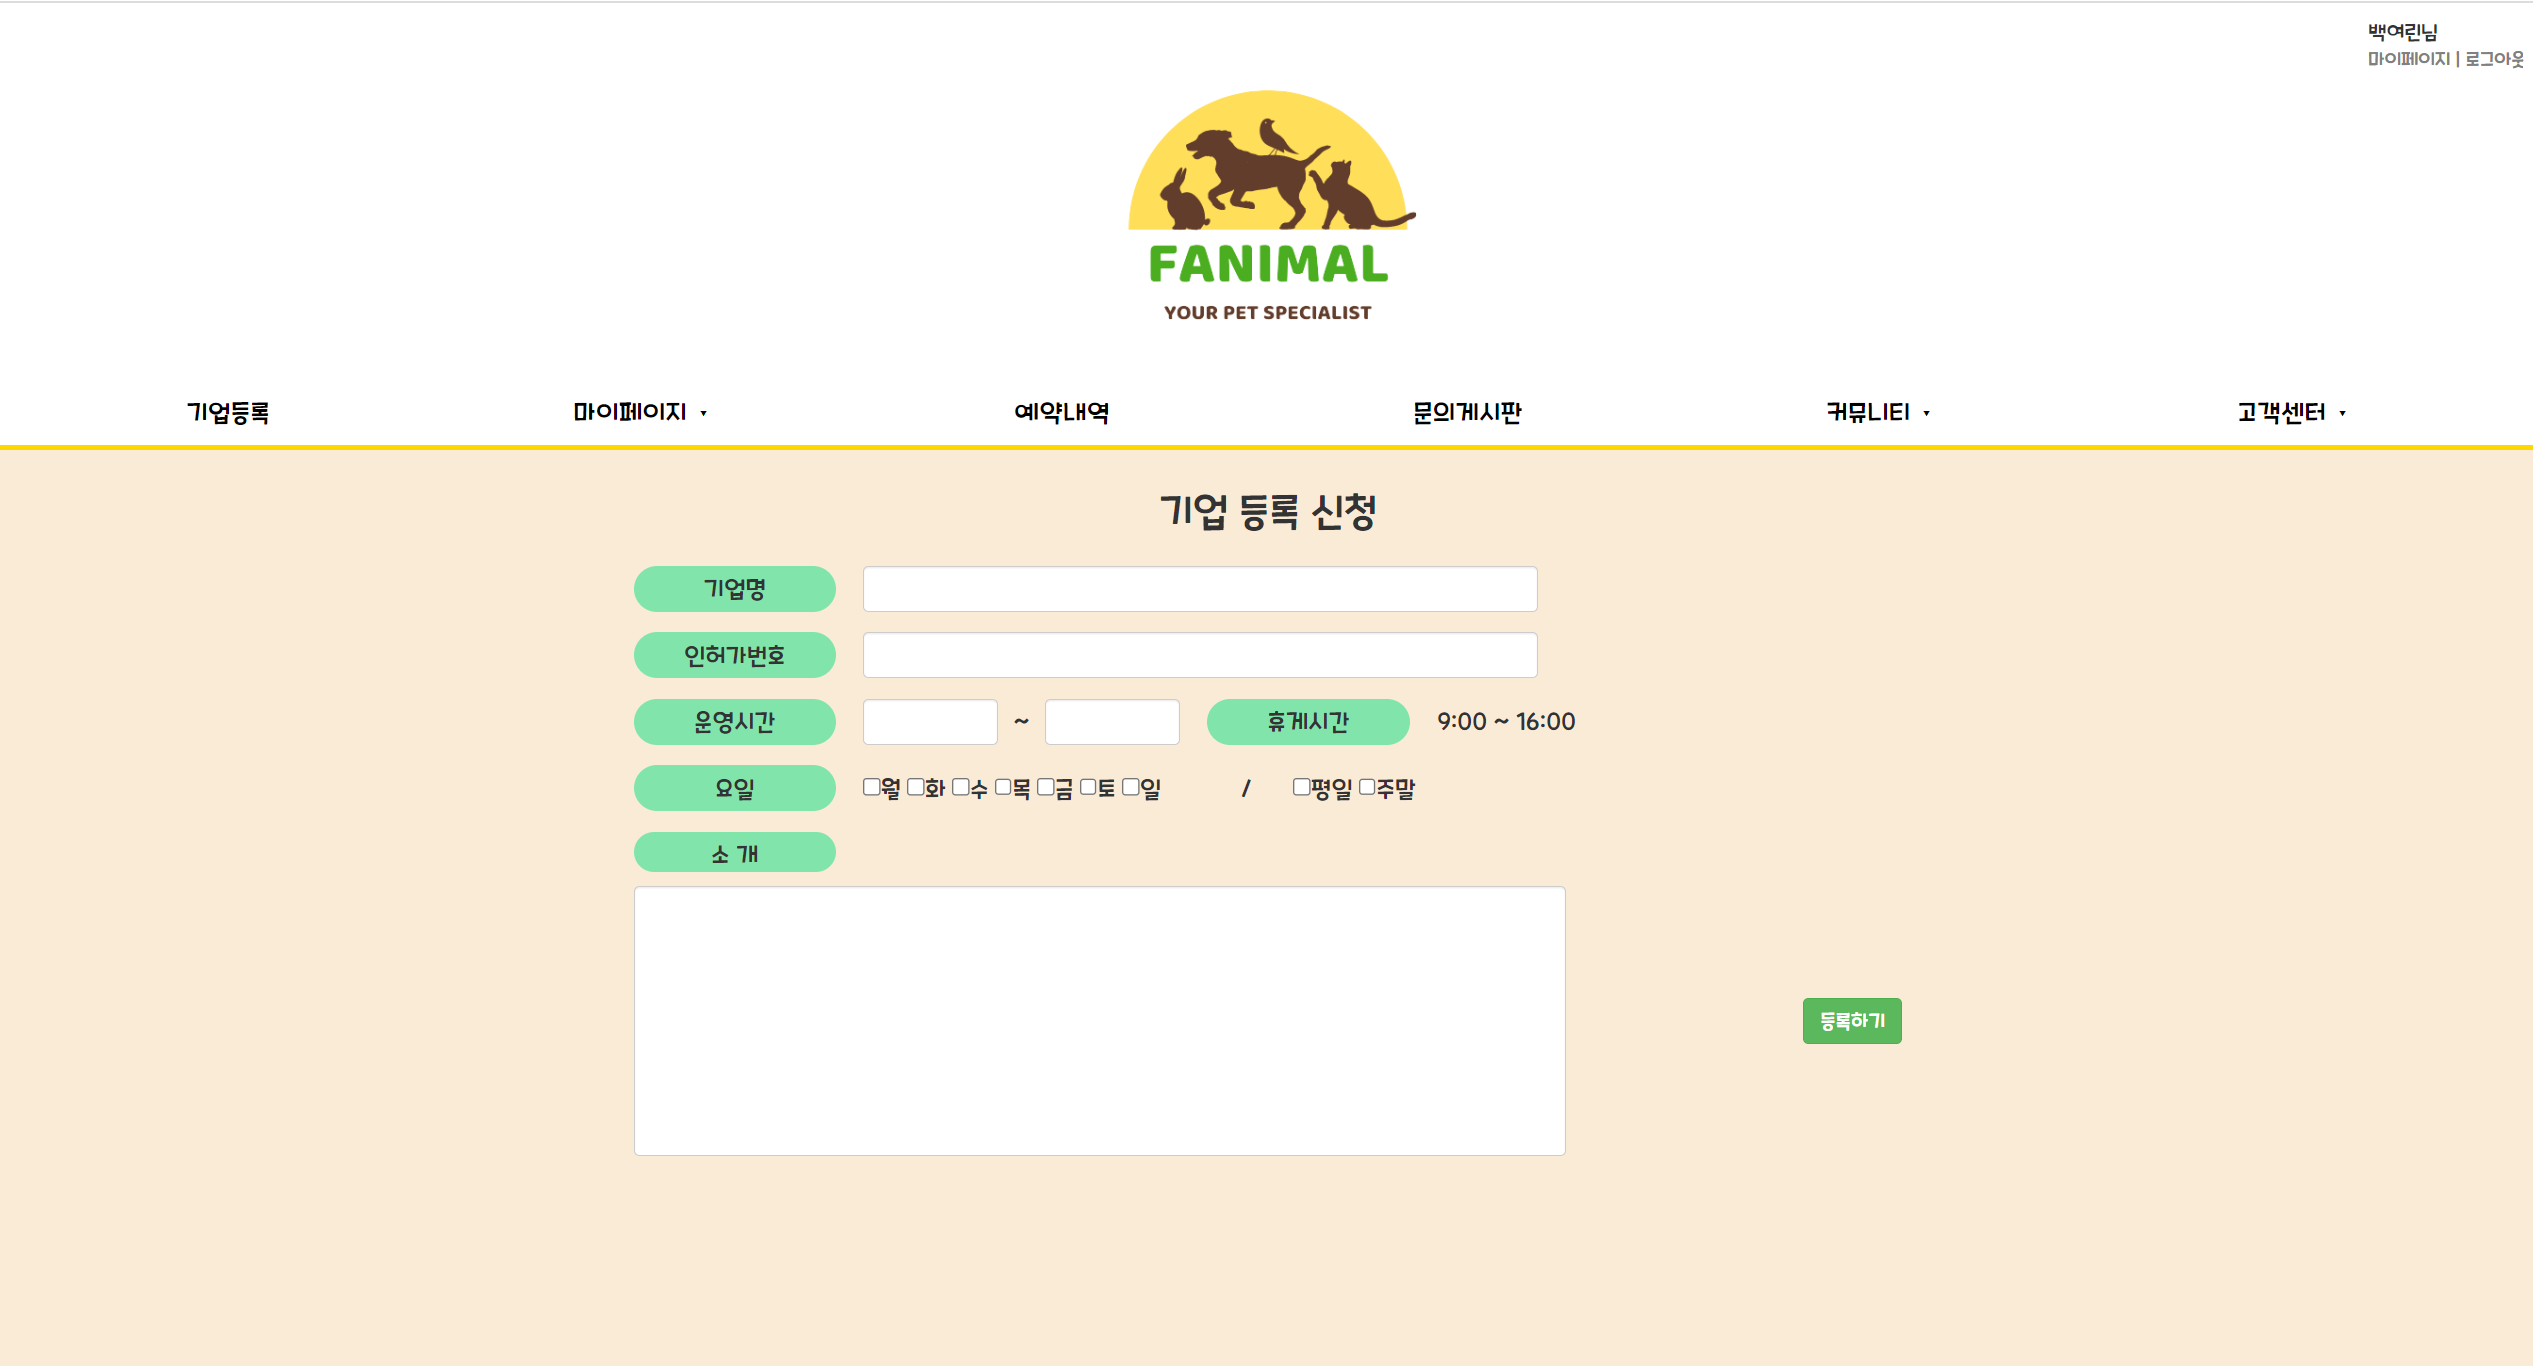 백여린님
마이페이지 | 로그아웃
FANIMAL
YOUR PET SPECIALIST
기업등록 마이페이지 ▾ 예약내역 문의게시판 커뮤니티 ▾ 고객센터 ▾
기업 등록 신청
기업명
인허가번호
운영시간 ~ 휴게시간 9:00 ~ 16:00
요일 월 화 수 목 금 토 일 / 평일 주말
소 개
등록하기